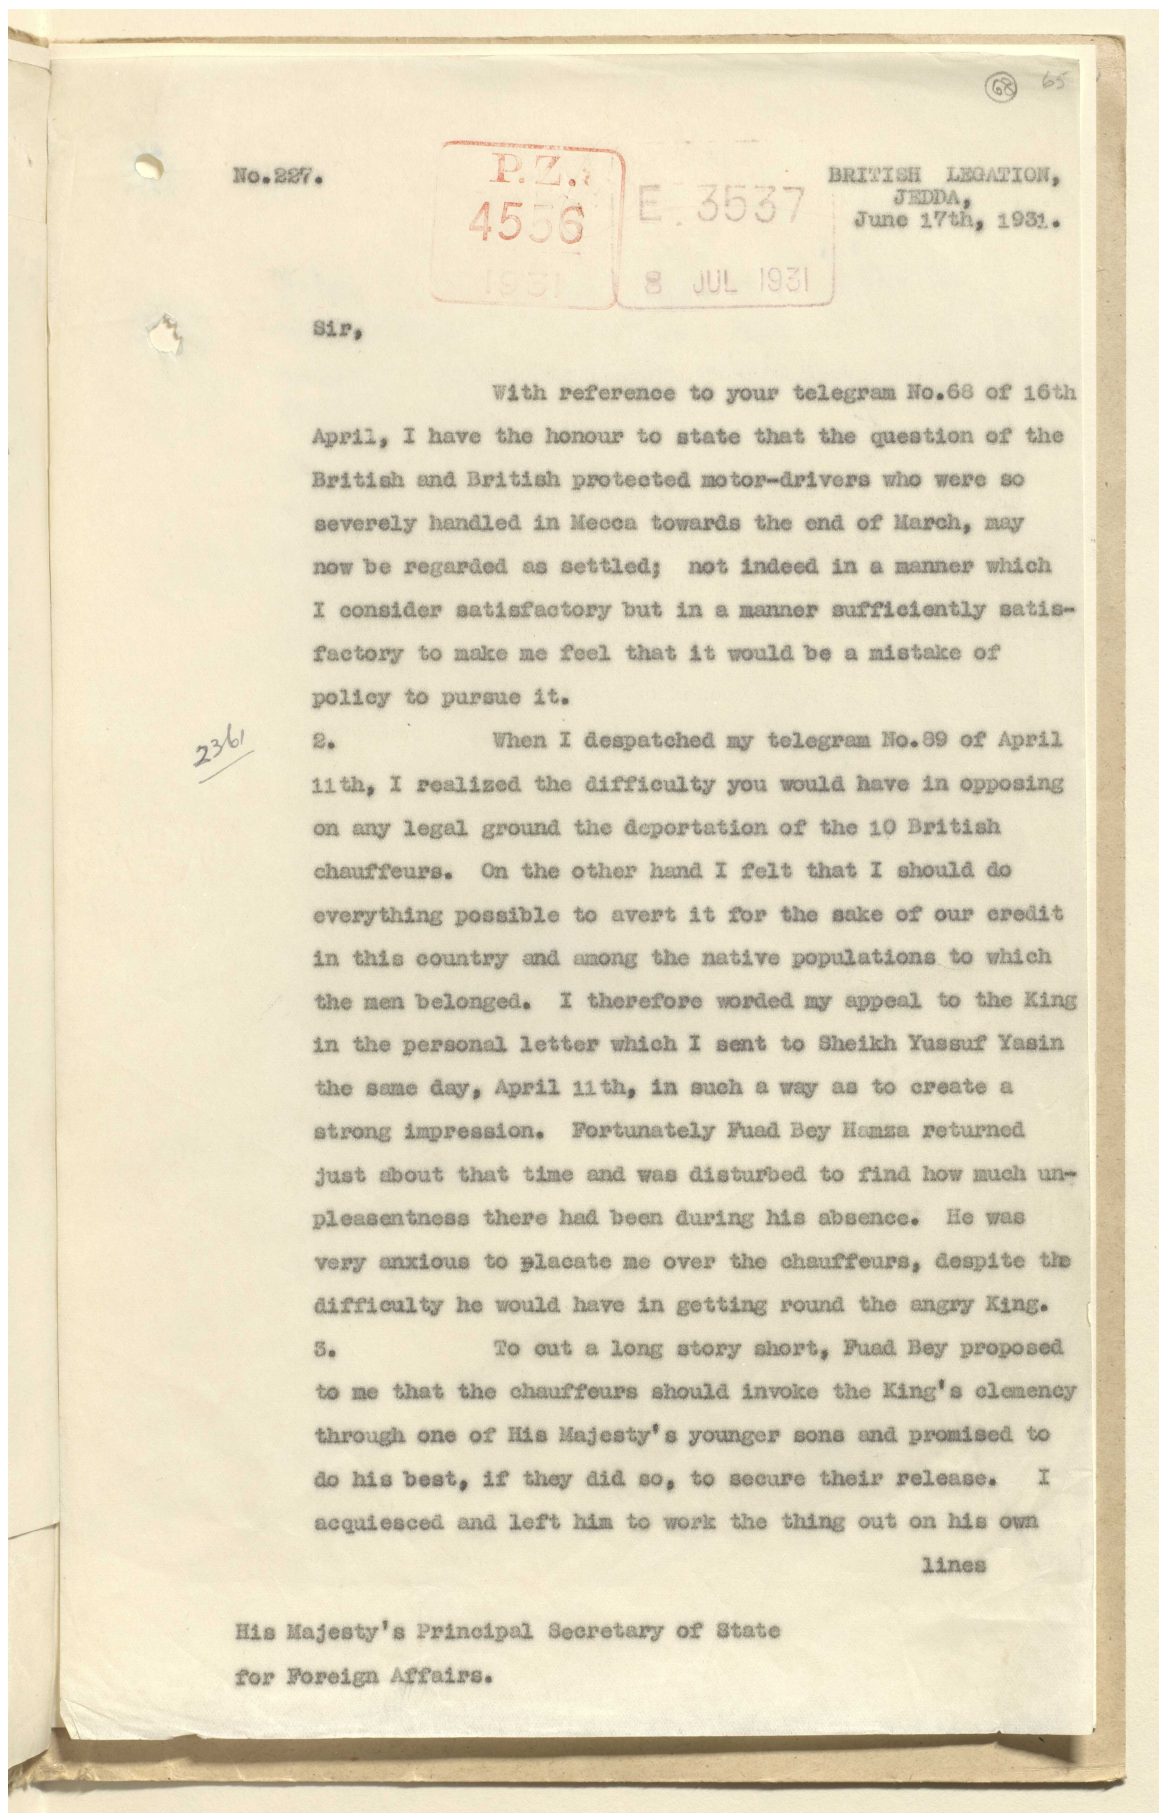 68 65
No.227.
P.Z.
4556
1931
E 3537
8 JUL 1931
BRITISH LEGATION,
JEDDA,
June 17th, 1931.
Sir,
With reference to your telegram No.68 of 16th
April, I have the honour to state that the question of the
British and British protected motor-drivers who were so
severely handled in Mecca towards the end of March, may
now be regarded as settled; not indeed in a manner which
I consider satisfactory but in a manner sufficiently satis-
factory to make me feel that it would be a mistake of
policy to pursue it.
2361
2. When I despatched my telegram No.89 of April
11th, I realized the difficulty you would have in opposing
on any legal ground the deportation of the 10 British
chauffeurs. On the other hand I felt that I should do
everything possible to avert it for the sake of our credit
in this country and among the native populations to which
the men belonged. I therefore worded my appeal to the King
in the personal letter which I sent to Sheikh Yussuf Yasin
the same day, April 11th, in such a way as to create a
strong impression. Fortunately Fuad Bey Hamza returned
just about that time and was disturbed to find how much un-
pleasentness there had been during his absence. He was
very anxious to placate me over the chauffeurs, despite the
difficulty he would have in getting round the angry King.
3. To cut a long story short, Fuad Bey proposed
to me that the chauffeurs should invoke the King's clemency
through one of His Majesty's younger sons and promised to
do his best, if they did so, to secure their release. I
acquiesced and left him to work the thing out on his own
lines
His Majesty's Principal Secretary of State
for Foreign Affairs.